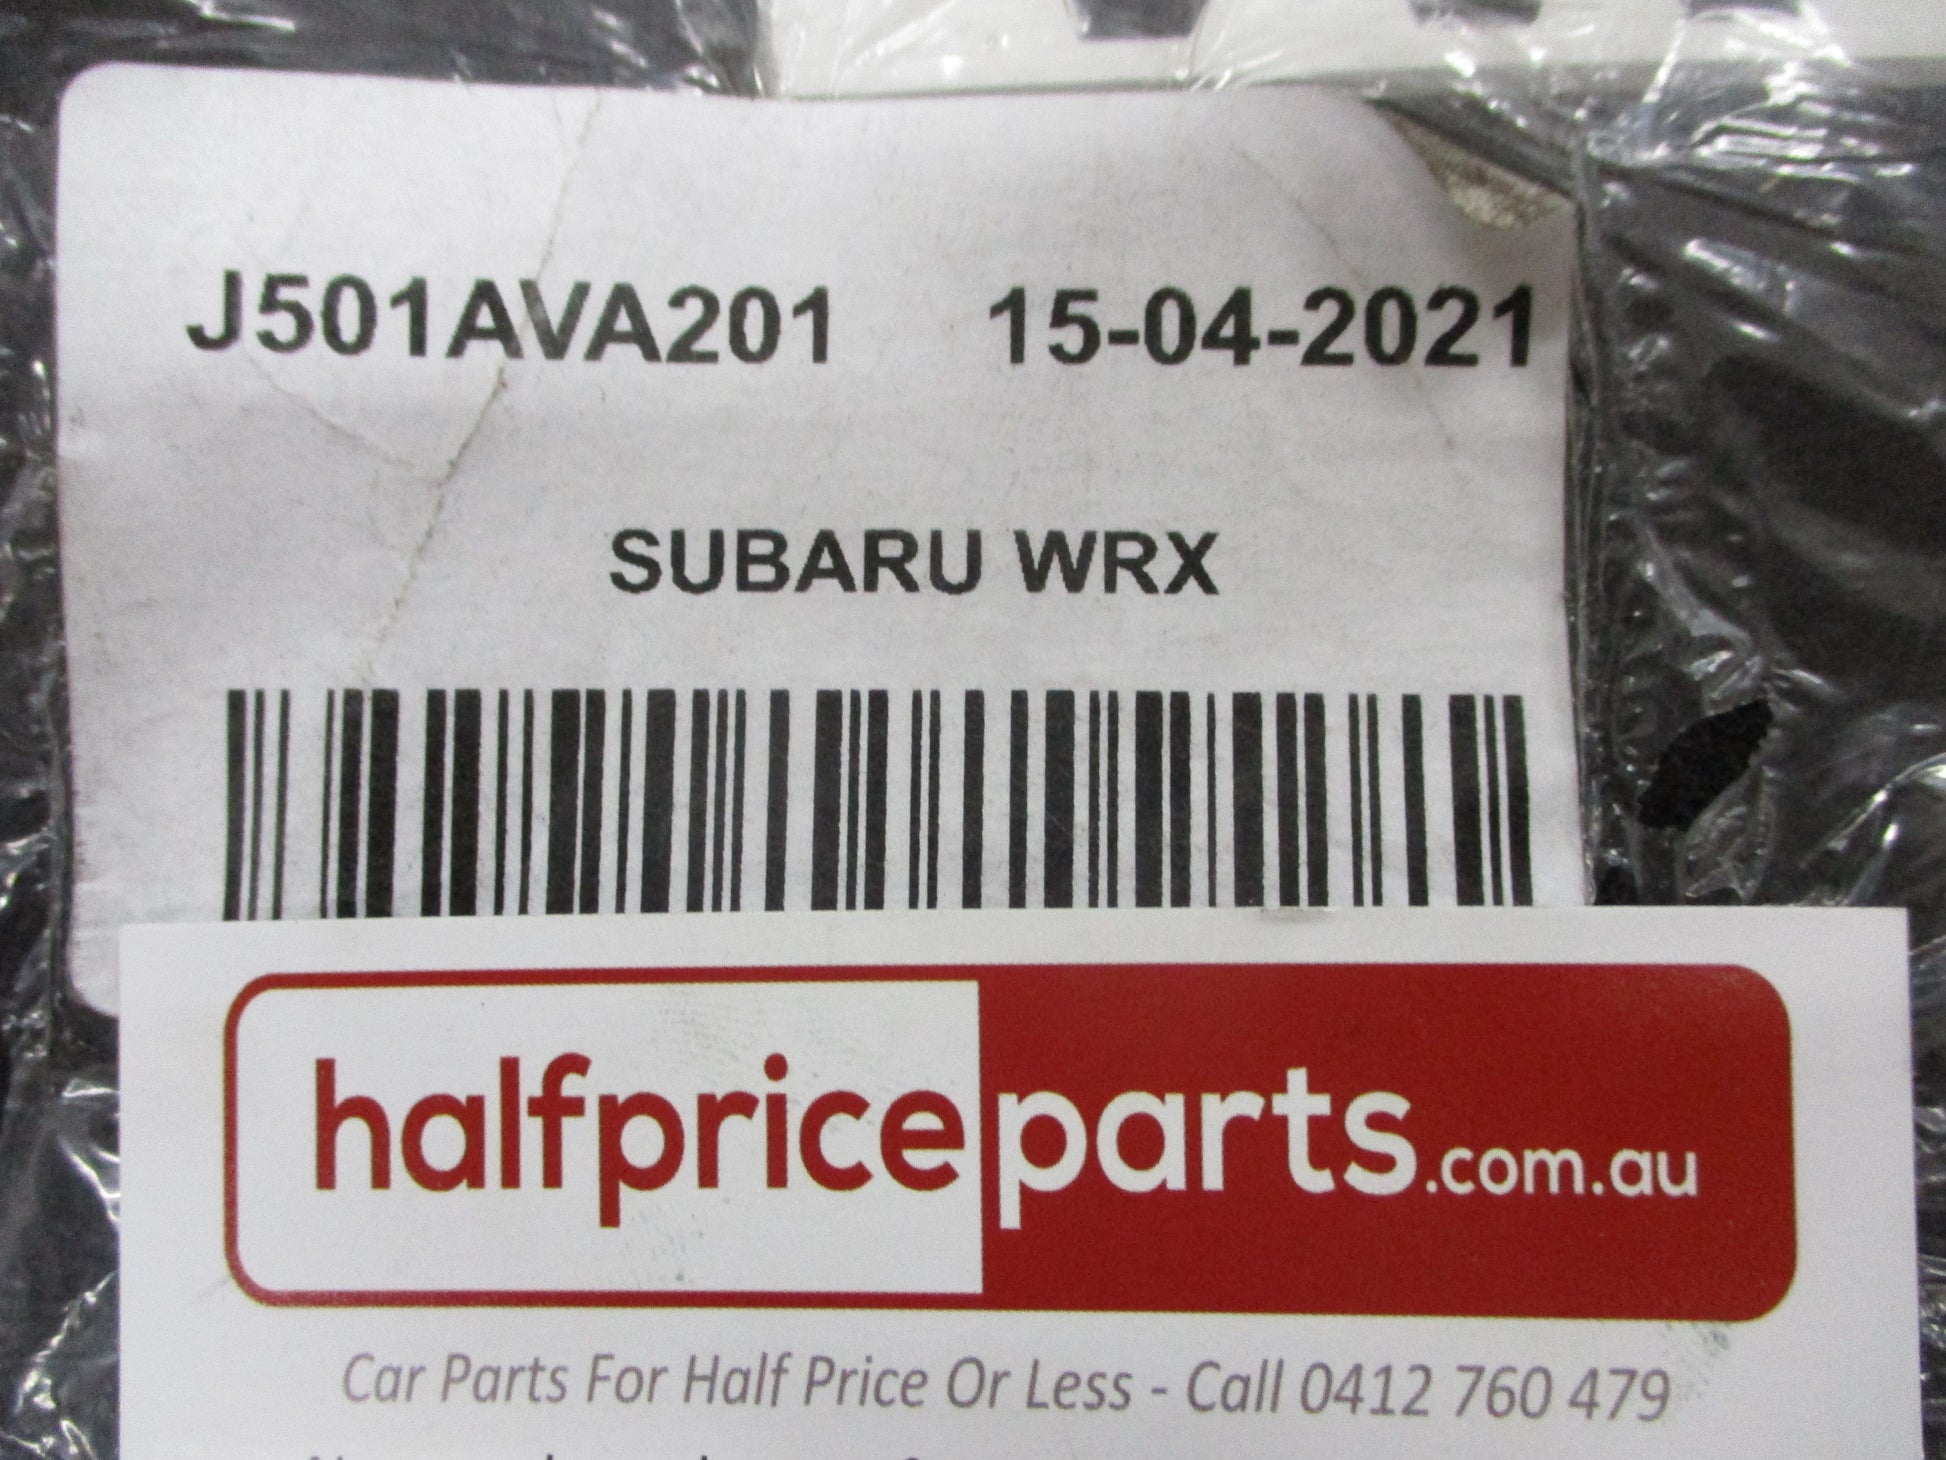 J501AVA201 15-04-2021
SUBARU WRX
halfpriceparts.com.au
Car Parts For Half Price Or Less - Call 0412 760 479